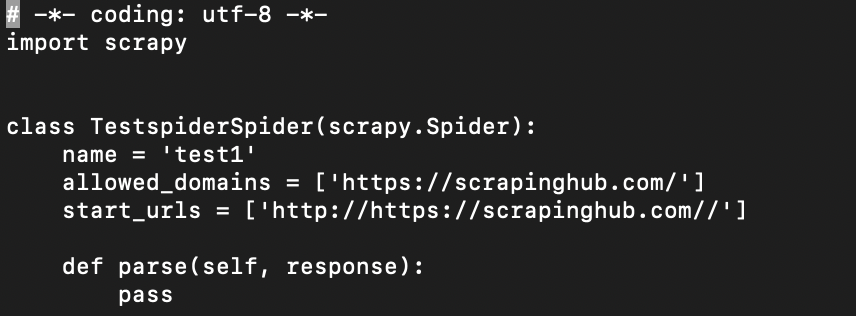 # -*- coding: utf-8 -*-
import scrapy
class TestspiderSpider(scrapy.Spider):
    name = 'test1'
    allowed_domains = ['https://scrapinghub.com/']
    start_urls = ['http://https://scrapinghub.com//']
    def parse(self, response):
        pass